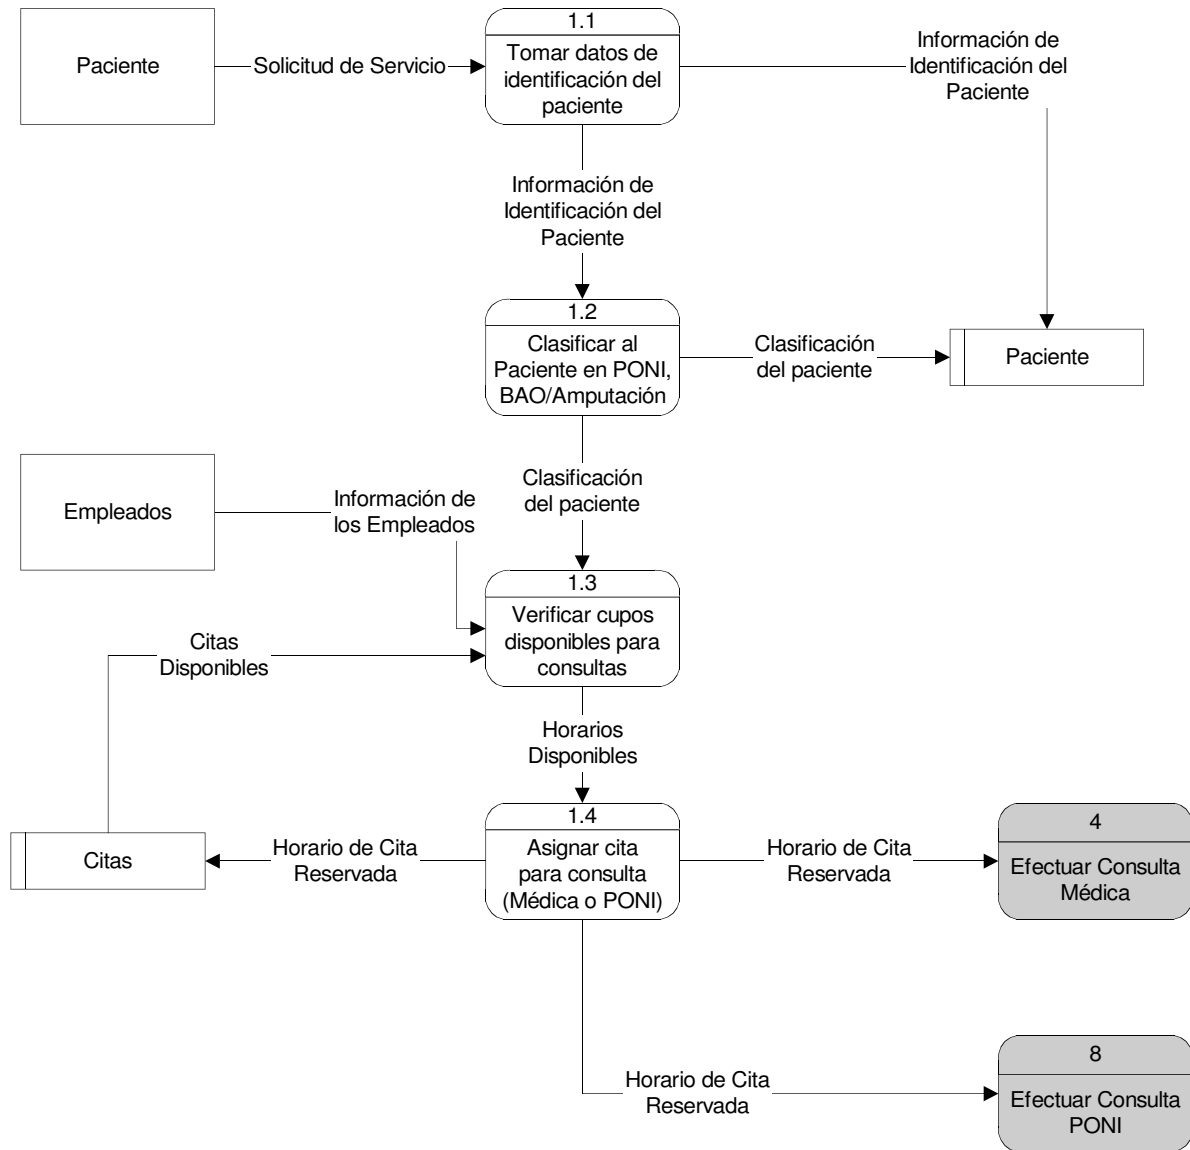 Paciente
Solicitud de Servicio
1.1
Tomar datos de
identificación del
paciente
Información de
Identificación del
Paciente
Información de
Identificación del
Paciente
1.2
Clasificar al
Paciente en PONI,
BAO/Amputación
Clasificación
del paciente
Paciente
Clasificación
del paciente
Empleados
Información de
los Empleados
1.3
Verificar cupos
disponibles para
consultas
Citas
Disponibles
Horarios
Disponibles
Citas
Horario de Cita
Reservada
1.4
Asignar cita
para consulta
(Médica o PONI)
Horario de Cita
Reservada
4
Efectuar Consulta
Médica
Horario de Cita
Reservada
8
Efectuar Consulta
PONI